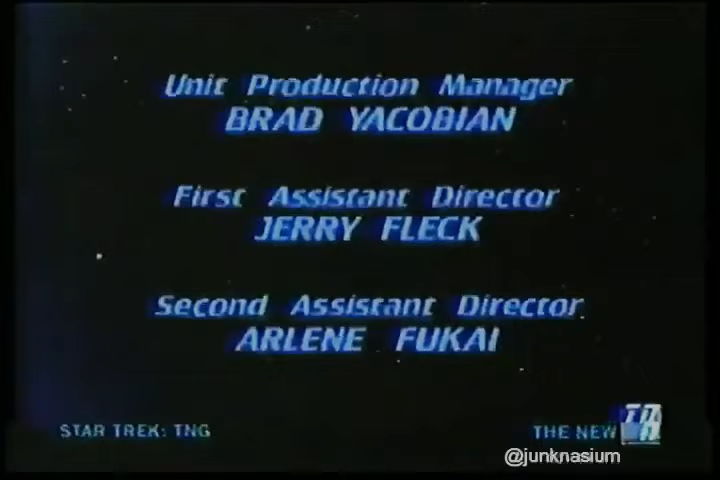 Unit Production Manager
BRAD YACOBIAN
First Assistant Director
JERRY FLECK
Second Assistant Director
ARLENE FUKAI
STAR TREK: TNG
THE NEW
@junknasium